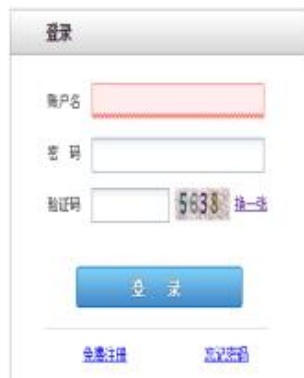 登录
账户名
密 码
验证码 5638 换一张
登 录
免费注册 忘记密码